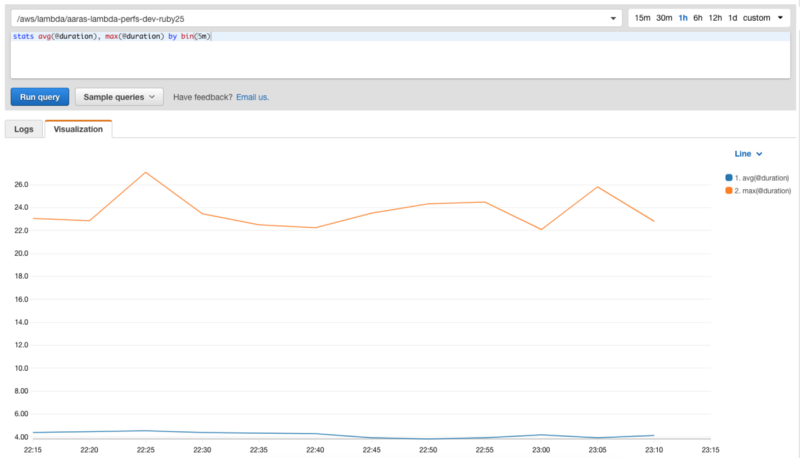 /aws/lambda/aaras-lambda-perfs-dev-ruby25
15m 30m 1h 6h 12h 1d custom
stats avg(@duration), max(@duration) by bin(5m)
Run query Sample queries Have feedback? Email us.
Logs Visualization
Line
1. avg(@duration)
2. max(@duration)
26.0
24.0
22.0
20.0
18.0
16.0
14.0
12.0
10.0
8.00
6.00
4.00
22:15 22:20 22:25 22:30 22:35 22:40 22:45 22:50 22:55 23:00 23:05 23:10 23:15